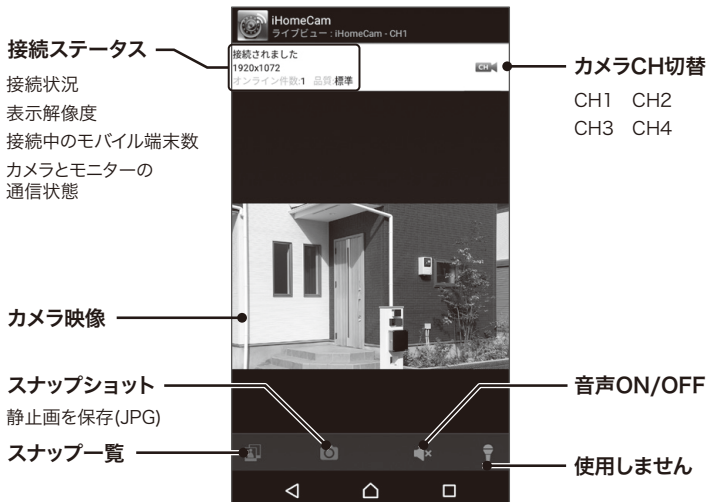 iHomeCam
ライブビュー : iHomeCam - CH1
接続されました
1920x1072
オンライン件数:1 品質:標準
CH
接続ステータス
接続状況
表示解像度
接続中のモバイル端末数
カメラとモニターの
通信状態
カメラCH切替
CH1 CH2
CH3 CH4
カメラ映像
スナップショット
静止画を保存(JPG)
スナップ一覧
音声ON/OFF
使用しません